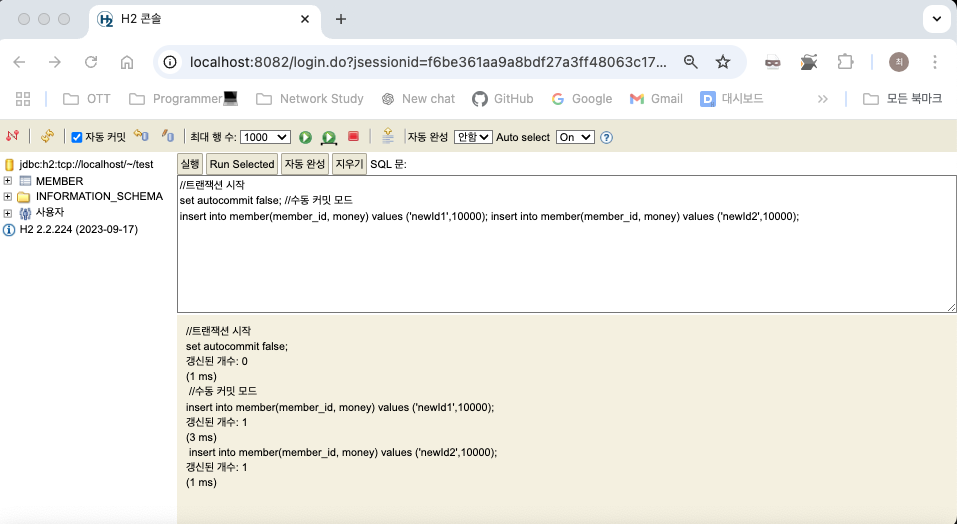 H2 콘솔
localhost:8082/login.do?jsessionid=f6be361aa9a8bdf27a3ff48063c17...
최
OTT
Programmer💻
Network Study
New chat
GitHub
Google
Gmail
대시보드
모든 북마크
자동 커밋
최대 행 수: 1000
자동 완성 안함 Auto select On
jdbc:h2:tcp://localhost/~/test
MEMBER
INFORMATION_SCHEMA
사용자
H2 2.2.224 (2023-09-17)
실행 Run Selected 자동 완성 지우기 SQL 문:
//트랜잭션 시작
set autocommit false; //수동 커밋 모드
insert into member(member_id, money) values ('newId1',10000); insert into member(member_id, money) values ('newId2',10000);
//트랜잭션 시작
set autocommit false;
갱신된 개수: 0
(1 ms)
//수동 커밋 모드
insert into member(member_id, money) values ('newId1',10000);
갱신된 개수: 1
(3 ms)
insert into member(member_id, money) values ('newId2',10000);
갱신된 개수: 1
(1 ms)